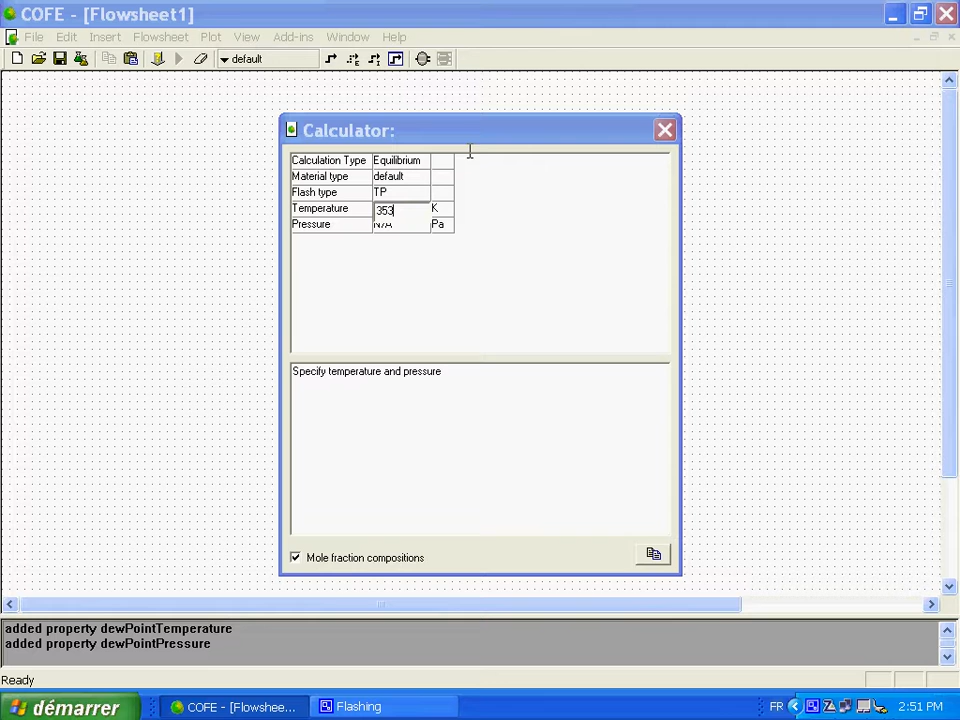 COFE - [Flowsheet1]
File Edit Insert Flowsheet Plot View Add-ins Window Help
default
Calculator:
Calculation Type Equilibrium
Material type default
Flash type TP
Temperature 353 K
Pressure N/A Pa
Specify temperature and pressure
Mole fraction compositions
added property dewPointTemperature
added property dewPointPressure
Ready
démarrer COFE - [Flowshee... Flashing FR 2:51 PM